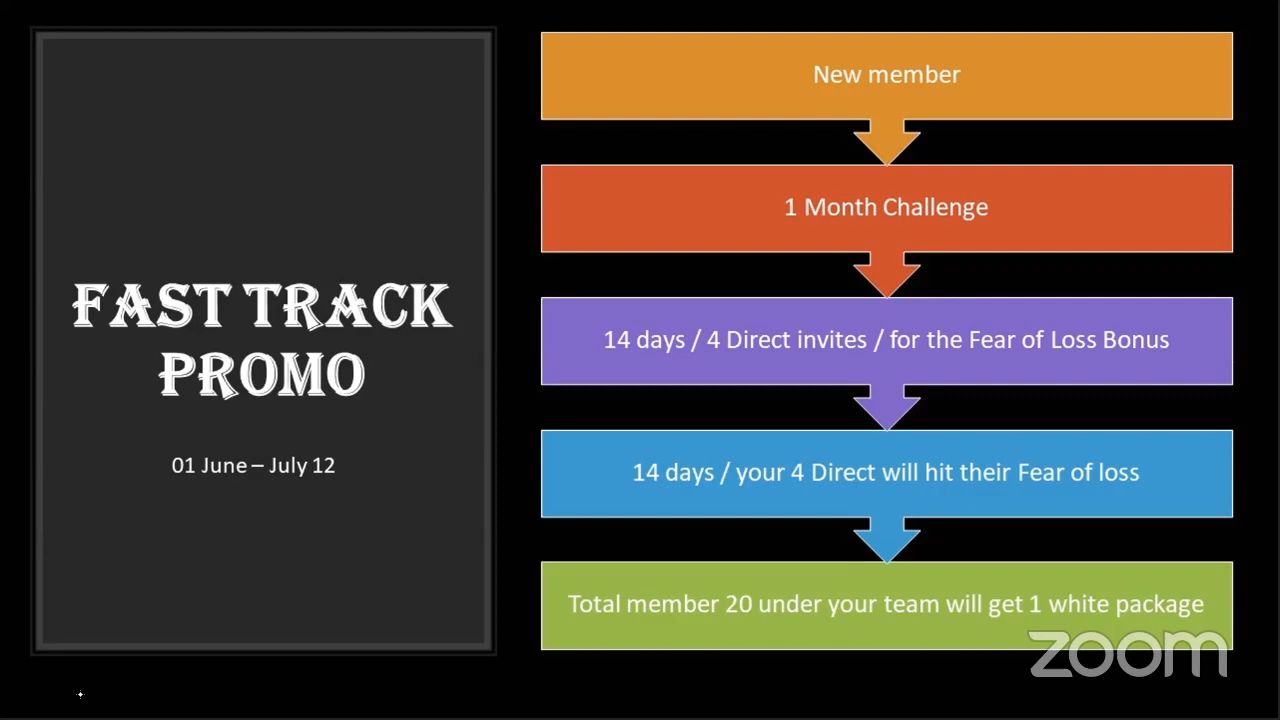 FAST TRACK
PROMO
01 June – July 12
New member
1 Month Challenge
14 days / 4 Direct invites / for the Fear of Loss Bonus
14 days / your 4 Direct will hit their Fear of loss
Total member 20 under your team will get 1 white package
zoom